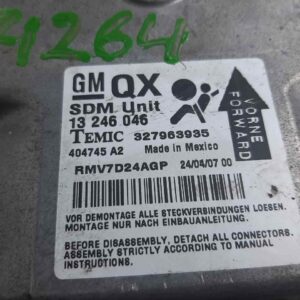 4264
GM QX
SDM Unit
13 246 046
TEMIC 327963935
404745 A2 Made in Mexico
RMV7D24AGP 24/04/07 00
VORNE
FORWARD
VOR DEMONTAGE ALLE STECKVERBINDUNGEN LOESEN.
MONTAGE NUR NACH EINBAUANLEITUNG.
BEFORE DISASSEMBLY, DETACH ALL CONNECTORS.
ASSEMBLY STRICTLY ACCORDING TO MANUAL
INSTRUCTIONS.